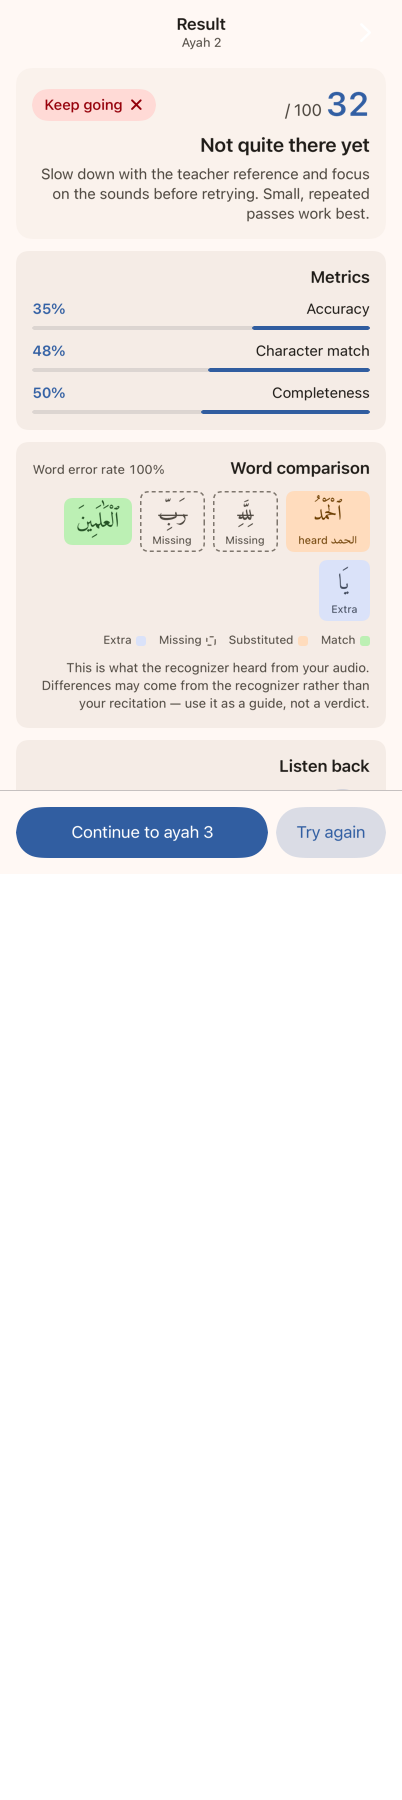 Result
Ayah 2
32 / 100
Keep going
Not quite there yet
Slow down with the teacher reference and focus
on the sounds before retrying. Small, repeated
passes work best.
Metrics
Accuracy 35%
Character match 48%
Completeness 50%
Word comparison Word error rate 100%
ٱلْحَمْدُ لِلَّهِ رَبِّ ٱلْعَٰلَمِينَ
heard الحمد Missing Missing
يَا
Extra
Match Substituted Missing Extra
This is what the recognizer heard from your audio.
Differences may come from the recognizer rather than
your recitation — use it as a guide, not a verdict.
Listen back
Try again Continue to ayah 3